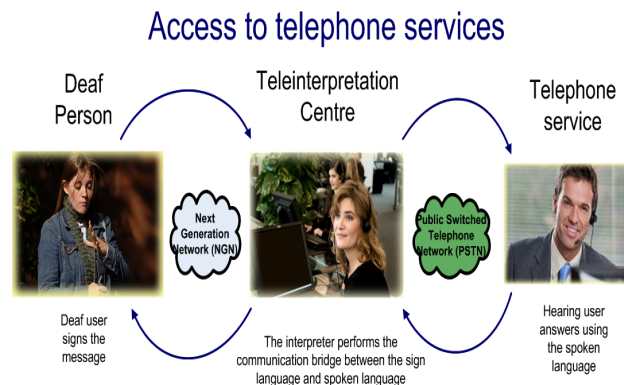 Access to telephone services
Deaf
Person
Teleinterpretation
Centre
Telephone
service
Next
Generation
Network (NGN)
Public Switched
Telephone
Network (PSTN)
Deaf user
signs the
message
The interpreter performs the
communication bridge between the sign
language and spoken language
Hearing user
answers using
the spoken
language